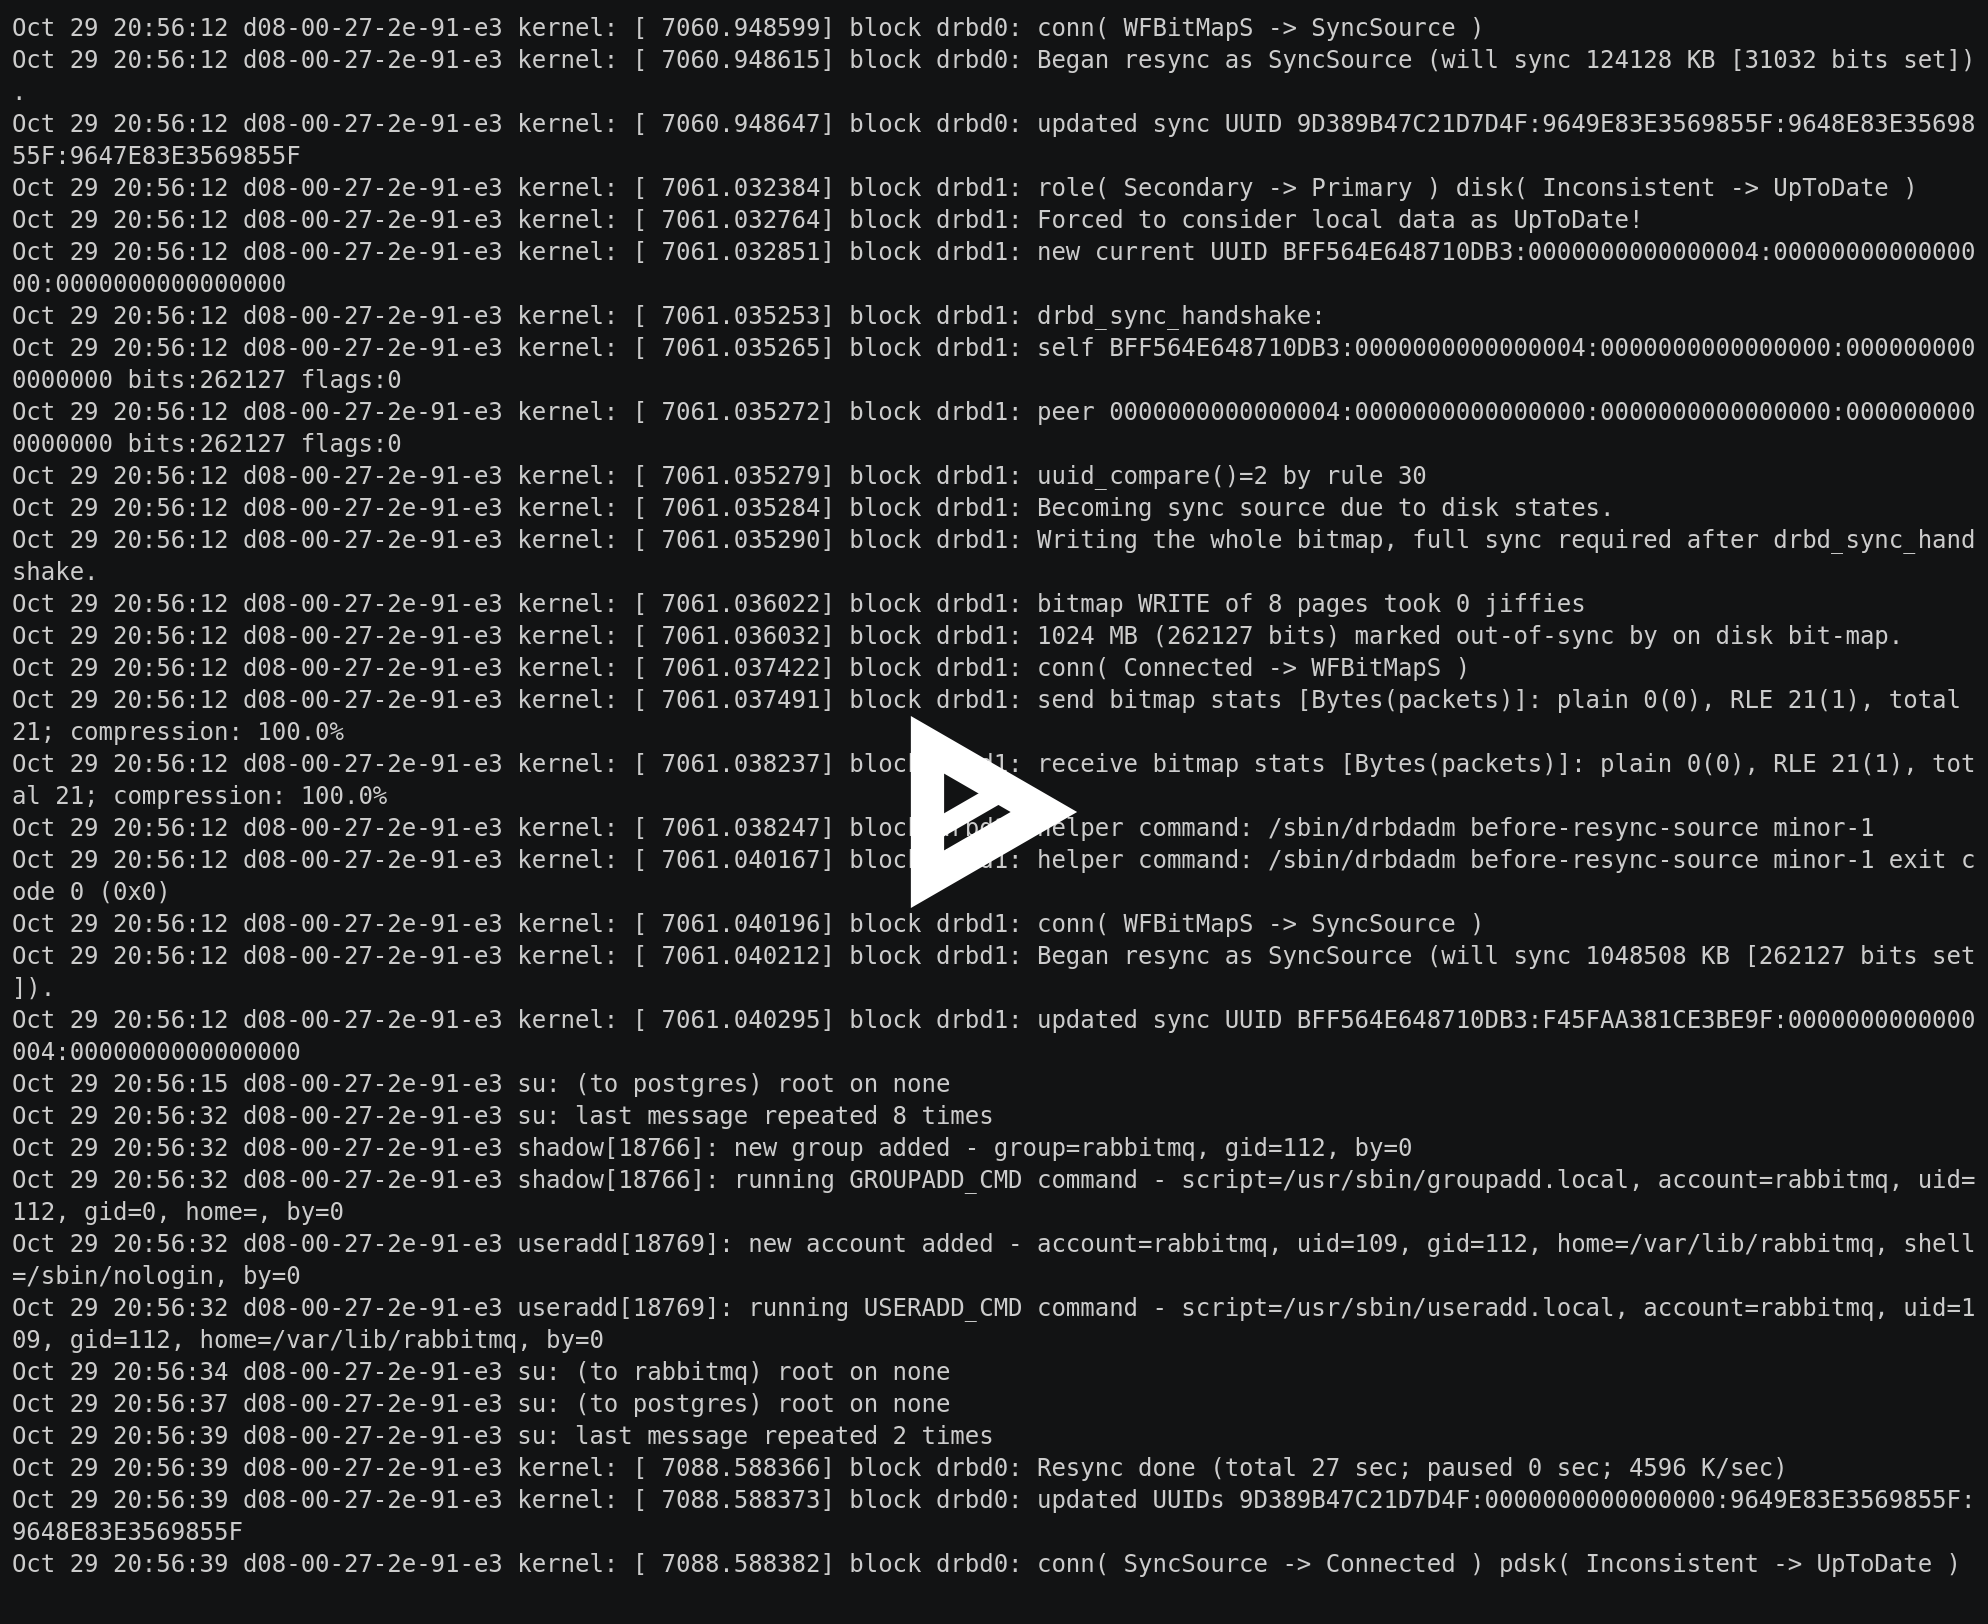 Oct 29 20:56:12 d08-00-27-2e-91-e3 kernel: [ 7060.948599] block drbd0: conn( WFBitMapS -> SyncSource )
Oct 29 20:56:12 d08-00-27-2e-91-e3 kernel: [ 7060.948615] block drbd0: Began resync as SyncSource (will sync 124128 KB [31032 bits set])
.
Oct 29 20:56:12 d08-00-27-2e-91-e3 kernel: [ 7060.948647] block drbd0: updated sync UUID 9D389B47C21D7D4F:9649E83E3569855F:9648E83E35698
55F:9647E83E3569855F
Oct 29 20:56:12 d08-00-27-2e-91-e3 kernel: [ 7061.032384] block drbd1: role( Secondary -> Primary ) disk( Inconsistent -> UpToDate )
Oct 29 20:56:12 d08-00-27-2e-91-e3 kernel: [ 7061.032764] block drbd1: Forced to consider local data as UpToDate!
Oct 29 20:56:12 d08-00-27-2e-91-e3 kernel: [ 7061.032851] block drbd1: new current UUID BFF564E648710DB3:0000000000000004:00000000000000
00:0000000000000000
Oct 29 20:56:12 d08-00-27-2e-91-e3 kernel: [ 7061.035253] block drbd1: drbd_sync_handshake:
Oct 29 20:56:12 d08-00-27-2e-91-e3 kernel: [ 7061.035265] block drbd1: self BFF564E648710DB3:0000000000000004:0000000000000000:000000000
0000000 bits:262127 flags:0
Oct 29 20:56:12 d08-00-27-2e-91-e3 kernel: [ 7061.035272] block drbd1: peer 0000000000000004:0000000000000000:0000000000000000:000000000
0000000 bits:262127 flags:0
Oct 29 20:56:12 d08-00-27-2e-91-e3 kernel: [ 7061.035279] block drbd1: uuid_compare()=2 by rule 30
Oct 29 20:56:12 d08-00-27-2e-91-e3 kernel: [ 7061.035284] block drbd1: Becoming sync source due to disk states.
Oct 29 20:56:12 d08-00-27-2e-91-e3 kernel: [ 7061.035290] block drbd1: Writing the whole bitmap, full sync required after drbd_sync_hand
shake.
Oct 29 20:56:12 d08-00-27-2e-91-e3 kernel: [ 7061.036022] block drbd1: bitmap WRITE of 8 pages took 0 jiffies
Oct 29 20:56:12 d08-00-27-2e-91-e3 kernel: [ 7061.036032] block drbd1: 1024 MB (262127 bits) marked out-of-sync by on disk bit-map.
Oct 29 20:56:12 d08-00-27-2e-91-e3 kernel: [ 7061.037422] block drbd1: conn( Connected -> WFBitMapS )
Oct 29 20:56:12 d08-00-27-2e-91-e3 kernel: [ 7061.037491] block drbd1: send bitmap stats [Bytes(packets)]: plain 0(0), RLE 21(1), total
21; compression: 100.0%
Oct 29 20:56:12 d08-00-27-2e-91-e3 kernel: [ 7061.038237] block drbd1: receive bitmap stats [Bytes(packets)]: plain 0(0), RLE 21(1), tot
al 21; compression: 100.0%
Oct 29 20:56:12 d08-00-27-2e-91-e3 kernel: [ 7061.038247] block drbd1: helper command: /sbin/drbdadm before-resync-source minor-1
Oct 29 20:56:12 d08-00-27-2e-91-e3 kernel: [ 7061.040167] block drbd1: helper command: /sbin/drbdadm before-resync-source minor-1 exit c
ode 0 (0x0)
Oct 29 20:56:12 d08-00-27-2e-91-e3 kernel: [ 7061.040196] block drbd1: conn( WFBitMapS -> SyncSource )
Oct 29 20:56:12 d08-00-27-2e-91-e3 kernel: [ 7061.040212] block drbd1: Began resync as SyncSource (will sync 1048508 KB [262127 bits set
]).
Oct 29 20:56:12 d08-00-27-2e-91-e3 kernel: [ 7061.040295] block drbd1: updated sync UUID BFF564E648710DB3:F45FAA381CE3BE9F:0000000000000
004:0000000000000000
Oct 29 20:56:15 d08-00-27-2e-91-e3 su: (to postgres) root on none
Oct 29 20:56:32 d08-00-27-2e-91-e3 su: last message repeated 8 times
Oct 29 20:56:32 d08-00-27-2e-91-e3 shadow[18766]: new group added - group=rabbitmq, gid=112, by=0
Oct 29 20:56:32 d08-00-27-2e-91-e3 shadow[18766]: running GROUPADD_CMD command - script=/usr/sbin/groupadd.local, account=rabbitmq, uid=
112, gid=0, home=, by=0
Oct 29 20:56:32 d08-00-27-2e-91-e3 useradd[18769]: new account added - account=rabbitmq, uid=109, gid=112, home=/var/lib/rabbitmq, shell
=/sbin/nologin, by=0
Oct 29 20:56:32 d08-00-27-2e-91-e3 useradd[18769]: running USERADD_CMD command - script=/usr/sbin/useradd.local, account=rabbitmq, uid=1
09, gid=112, home=/var/lib/rabbitmq, by=0
Oct 29 20:56:34 d08-00-27-2e-91-e3 su: (to rabbitmq) root on none
Oct 29 20:56:37 d08-00-27-2e-91-e3 su: (to postgres) root on none
Oct 29 20:56:39 d08-00-27-2e-91-e3 su: last message repeated 2 times
Oct 29 20:56:39 d08-00-27-2e-91-e3 kernel: [ 7088.588366] block drbd0: Resync done (total 27 sec; paused 0 sec; 4596 K/sec)
Oct 29 20:56:39 d08-00-27-2e-91-e3 kernel: [ 7088.588373] block drbd0: updated UUIDs 9D389B47C21D7D4F:0000000000000000:9649E83E3569855F:
9648E83E3569855F
Oct 29 20:56:39 d08-00-27-2e-91-e3 kernel: [ 7088.588382] block drbd0: conn( SyncSource -> Connected ) pdsk( Inconsistent -> UpToDate )